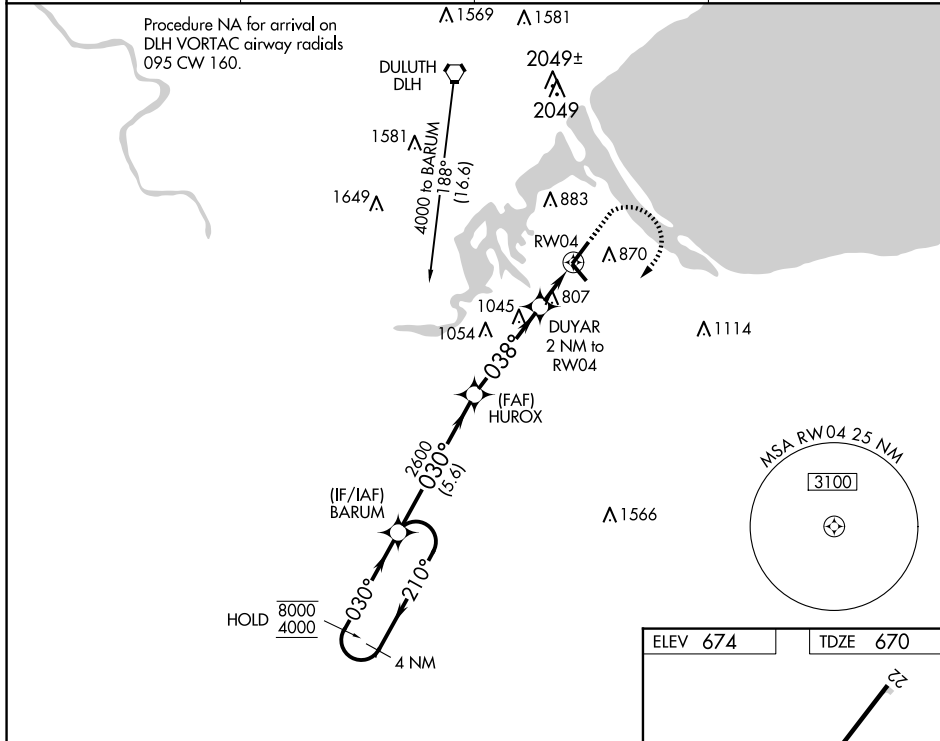 Procedure NA for arrival on
DLH VORTAC airway radials
095 CW 160.
1569
1581
DULUTH
DLH
2049±
2049
1581
4000 to BARUM
188°
(16.6)
1649
883
RW04
870
807
1045
1054
DUYAR
2 NM to
RW04
1114
038°
(FAF)
HUROX
2600
030°
(5.6)
(IF/IAF)
BARUM
1566
MSA RW04 25 NM
3100
030°
210°
HOLD
8000
4000
4 NM
ELEV 674
TDZE 670
22